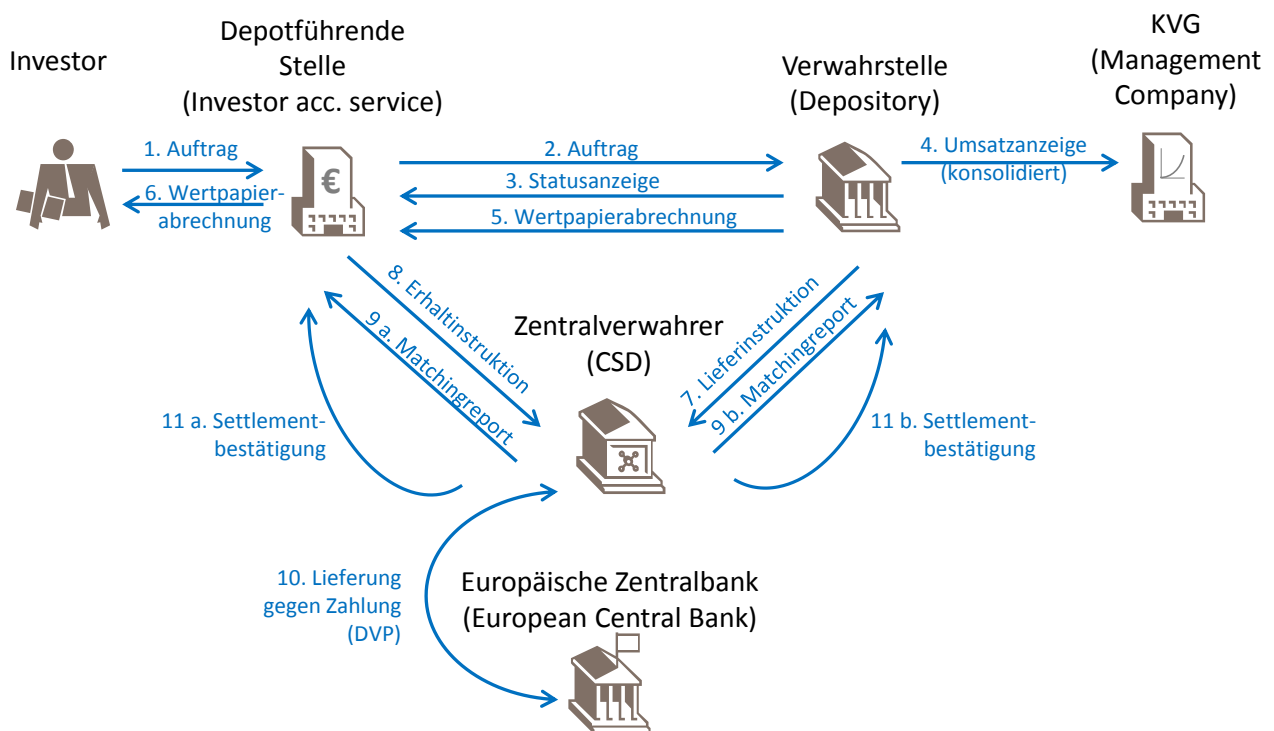 Investor
Depotführende
Stelle
(Investor acc. service)
Verwahrstelle
(Depository)
KVG
(Management
Company)
1. Auftrag
6. Wertpapier-
abrechnung
€
2. Auftrag
3. Statusanzeige
5. Wertpapierabrechnung
4. Umsatzanzeige
(konsolidiert)
8. Erhaltinstruktion
9 a. Matchingreport
Zentralverwahrer
(CSD)
7. Lieferinstruktion
9 b. Matchingreport
11 a. Settlement-
bestätigung
11 b. Settlement-
bestätigung
10. Lieferung
gegen Zahlung
(DVP)
Europäische Zentralbank
(European Central Bank)